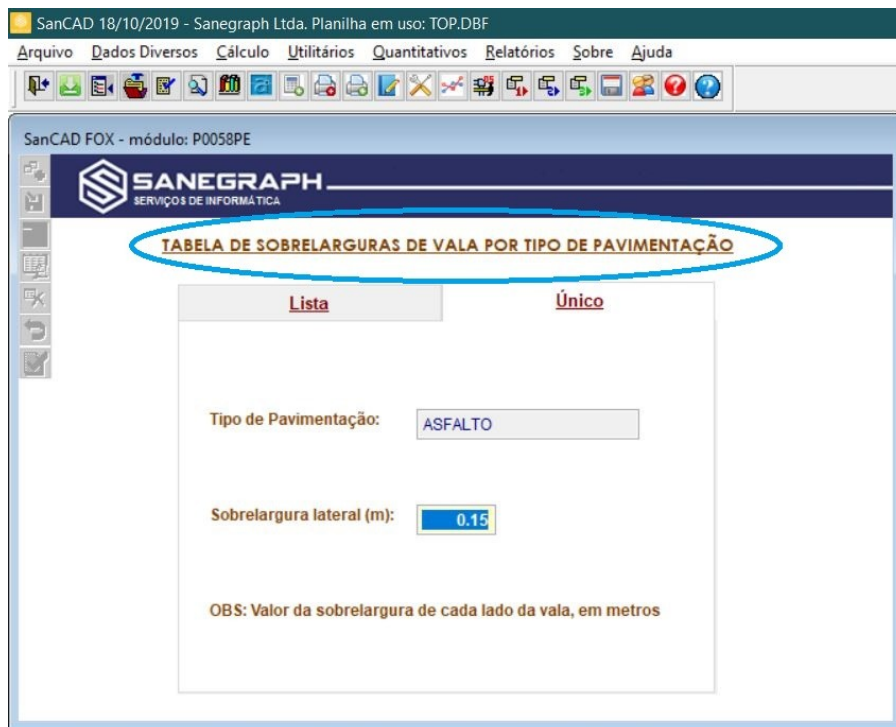 SanCAD 18/10/2019 - Sanegraph Ltda. Planilha em uso: TOP.DBF
Arquivo Dados Diversos Cálculo Utilitários Quantitativos Relatórios Sobre Ajuda
SanCAD FOX - módulo: P0058PE
SANEGRAPH
SERVIÇOS DE INFORMÁTICA
TABELA DE SOBRELARGURAS DE VALA POR TIPO DE PAVIMENTAÇÃO
Lista Único
Tipo de Pavimentação: ASFALTO
Sobrelargura lateral (m): 0.15
OBS: Valor da sobrelargura de cada lado da vala, em metros